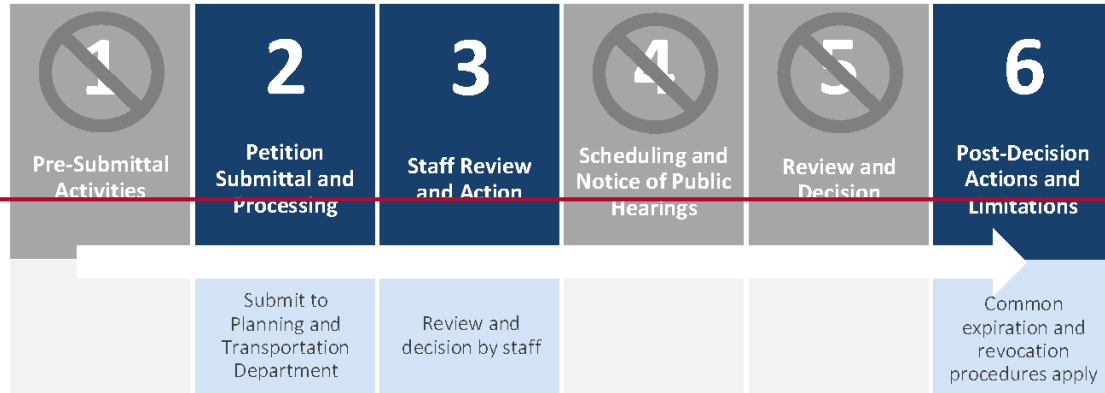 1
Pre-Submittal
Activities
2
Petition
Submittal and
Processing
3
Staff Review
and Action
4
Scheduling and
Notice of Public
Hearings
5
Review and
Decision
6
Post-Decision
Actions and
Limitations
Submit to
Planning and
Transportation
Department
Review and
decision by staff
Common
expiration and
revocation
procedures apply